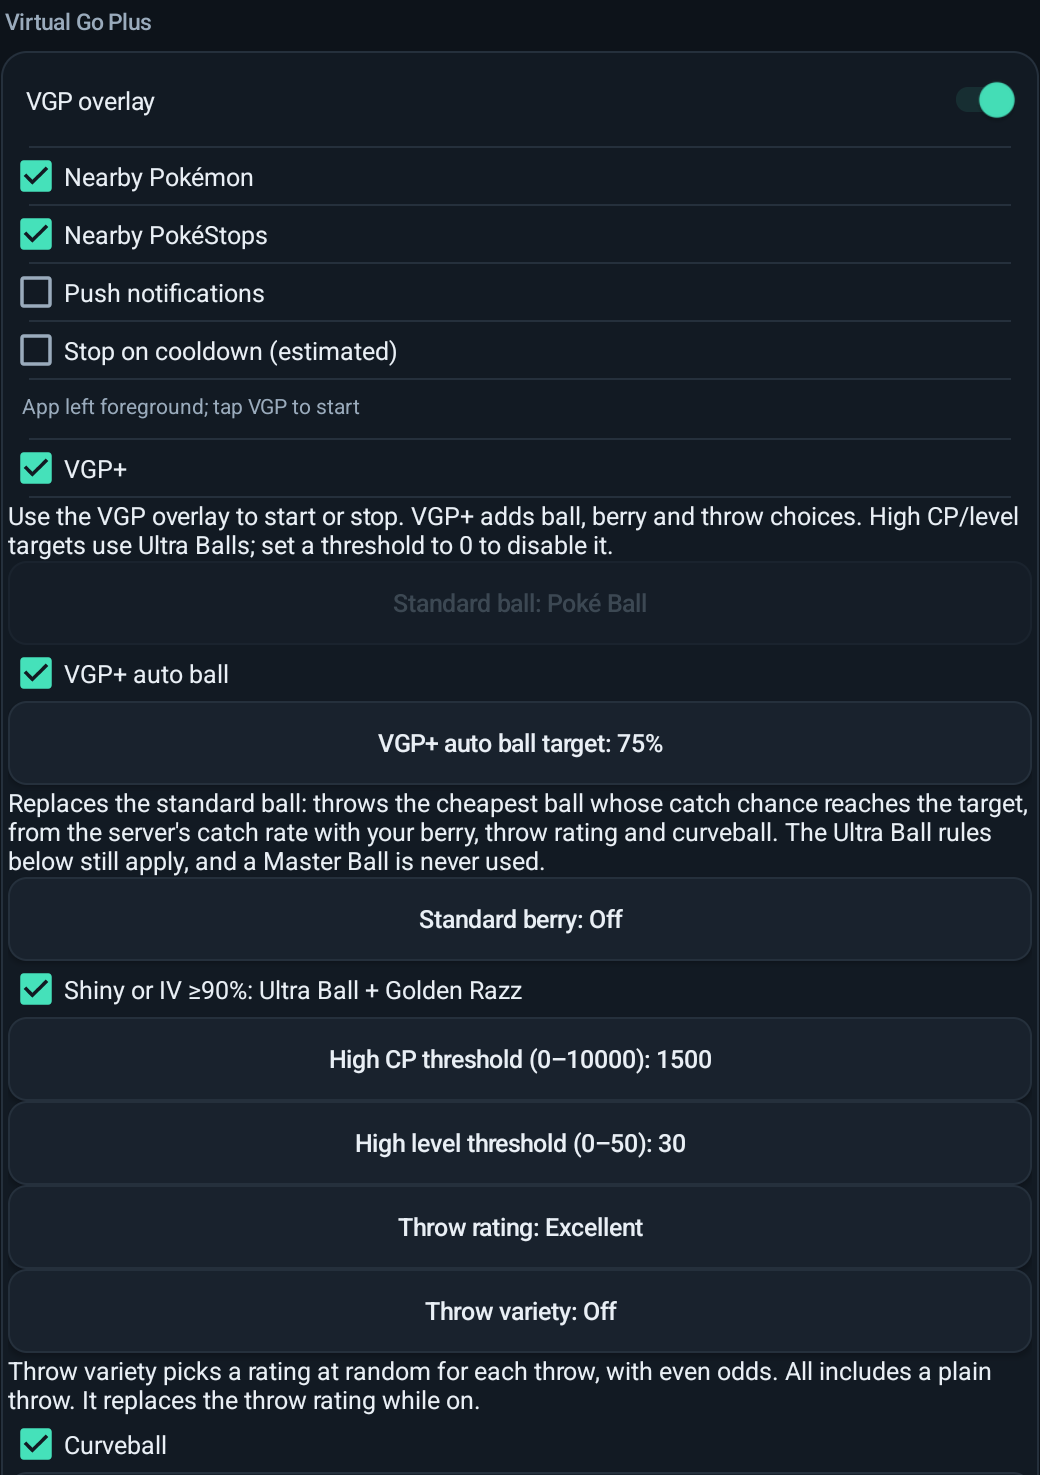 Virtual Go Plus
VGP overlay
Nearby Pokémon
Nearby PokéStops
Push notifications
Stop on cooldown (estimated)
App left foreground; tap VGP to start
VGP+
Use the VGP overlay to start or stop. VGP+ adds ball, berry and throw choices. High CP/level
targets use Ultra Balls; set a threshold to 0 to disable it.
Standard ball: Poké Ball
VGP+ auto ball
VGP+ auto ball target: 75%
Replaces the standard ball: throws the cheapest ball whose catch chance reaches the target,
from the server's catch rate with your berry, throw rating and curveball. The Ultra Ball rules
below still apply, and a Master Ball is never used.
Standard berry: Off
Shiny or IV ≥90%: Ultra Ball + Golden Razz
High CP threshold (0–10000): 1500
High level threshold (0–50): 30
Throw rating: Excellent
Throw variety: Off
Throw variety picks a rating at random for each throw, with even odds. All includes a plain
throw. It replaces the throw rating while on.
Curveball